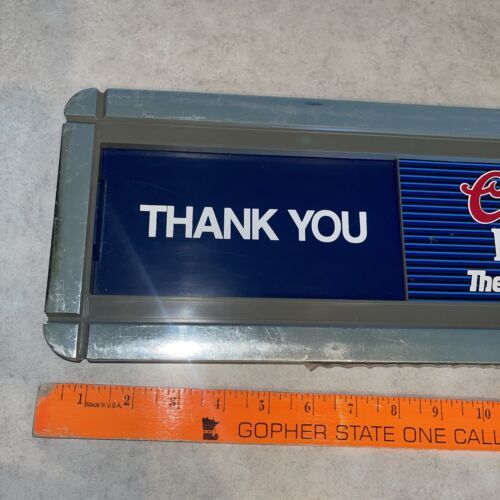 THANK YOU
The
1 2 3 4 5 6 7 8 9 10
Made in U.S.A.
GOPHER STATE ONE CALL